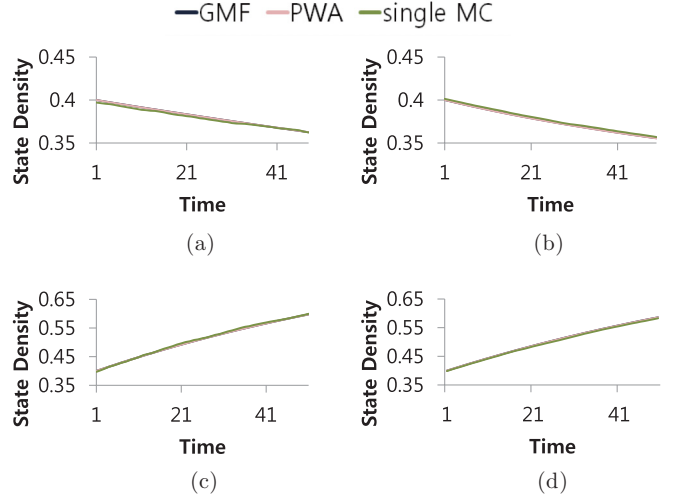 GMF PWA single MC
State Density
0.45
0.4
0.35
1 21 41
Time
(a)
State Density
0.45
0.4
0.35
1 21 41
Time
(b)
State Density
0.65
0.55
0.45
0.35
1 21 41
Time
(c)
State Density
0.65
0.55
0.45
0.35
1 21 41
Time
(d)